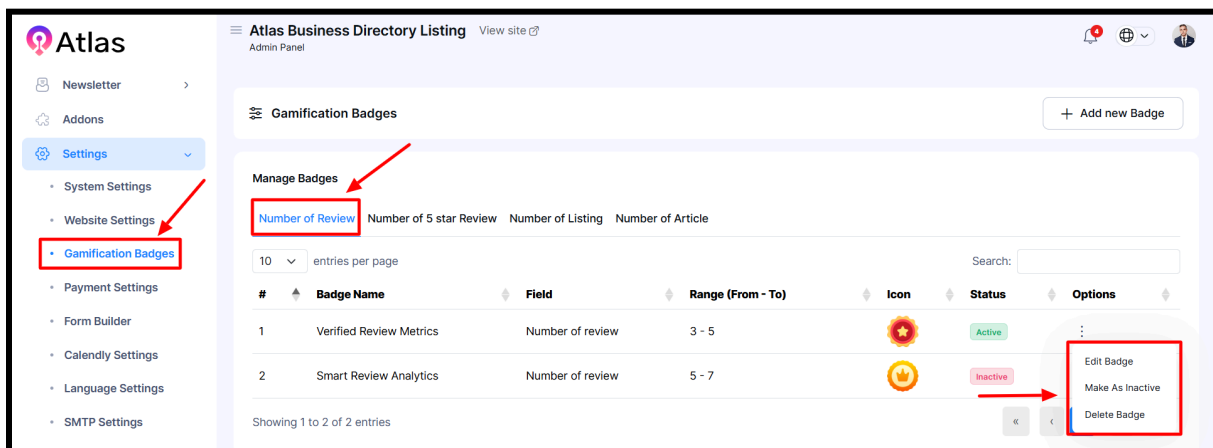 Atlas
Atlas Business Directory Listing View site
Admin Panel
4
Newsletter
Addons
Settings
System Settings
Website Settings
Gamification Badges
Payment Settings
Form Builder
Calendly Settings
Language Settings
SMTP Settings
Gamification Badges
+ Add new Badge
Manage Badges
Number of Review Number of 5 star Review Number of Listing Number of Article
10 entries per page Search:
# Badge Name Field Range (From - To) Icon Status Options
1 Verified Review Metrics Number of review 3 - 5 Active
2 Smart Review Analytics Number of review 5 - 7 Inactive
Edit Badge
Make As Inactive
Delete Badge
Showing 1 to 2 of 2 entries « ‹